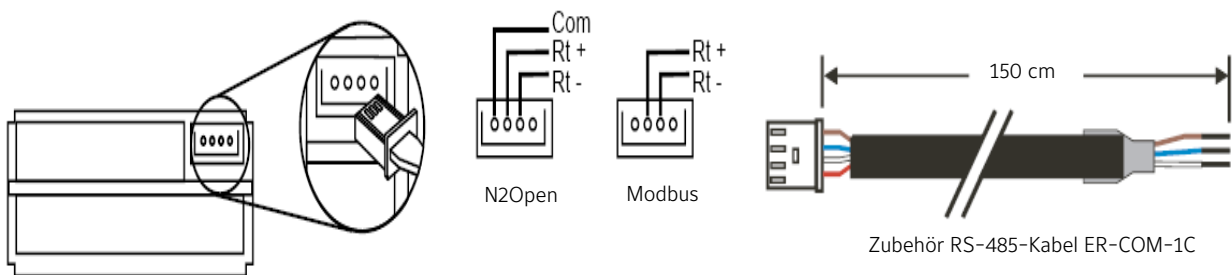 Com
Rt +
Rt -
N2Open
Rt +
Rt -
Modbus
150 cm
Zubehör RS-485-Kabel ER-COM-1C